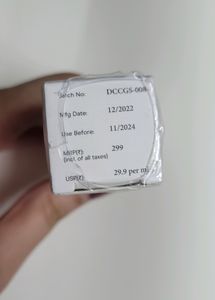 Batch No: DCCGS-008
Mfg Date: 12/2022
Use Before: 11/2024
MRP(₹): 299
(incl. of all taxes)
USP(₹): 29.9 per m